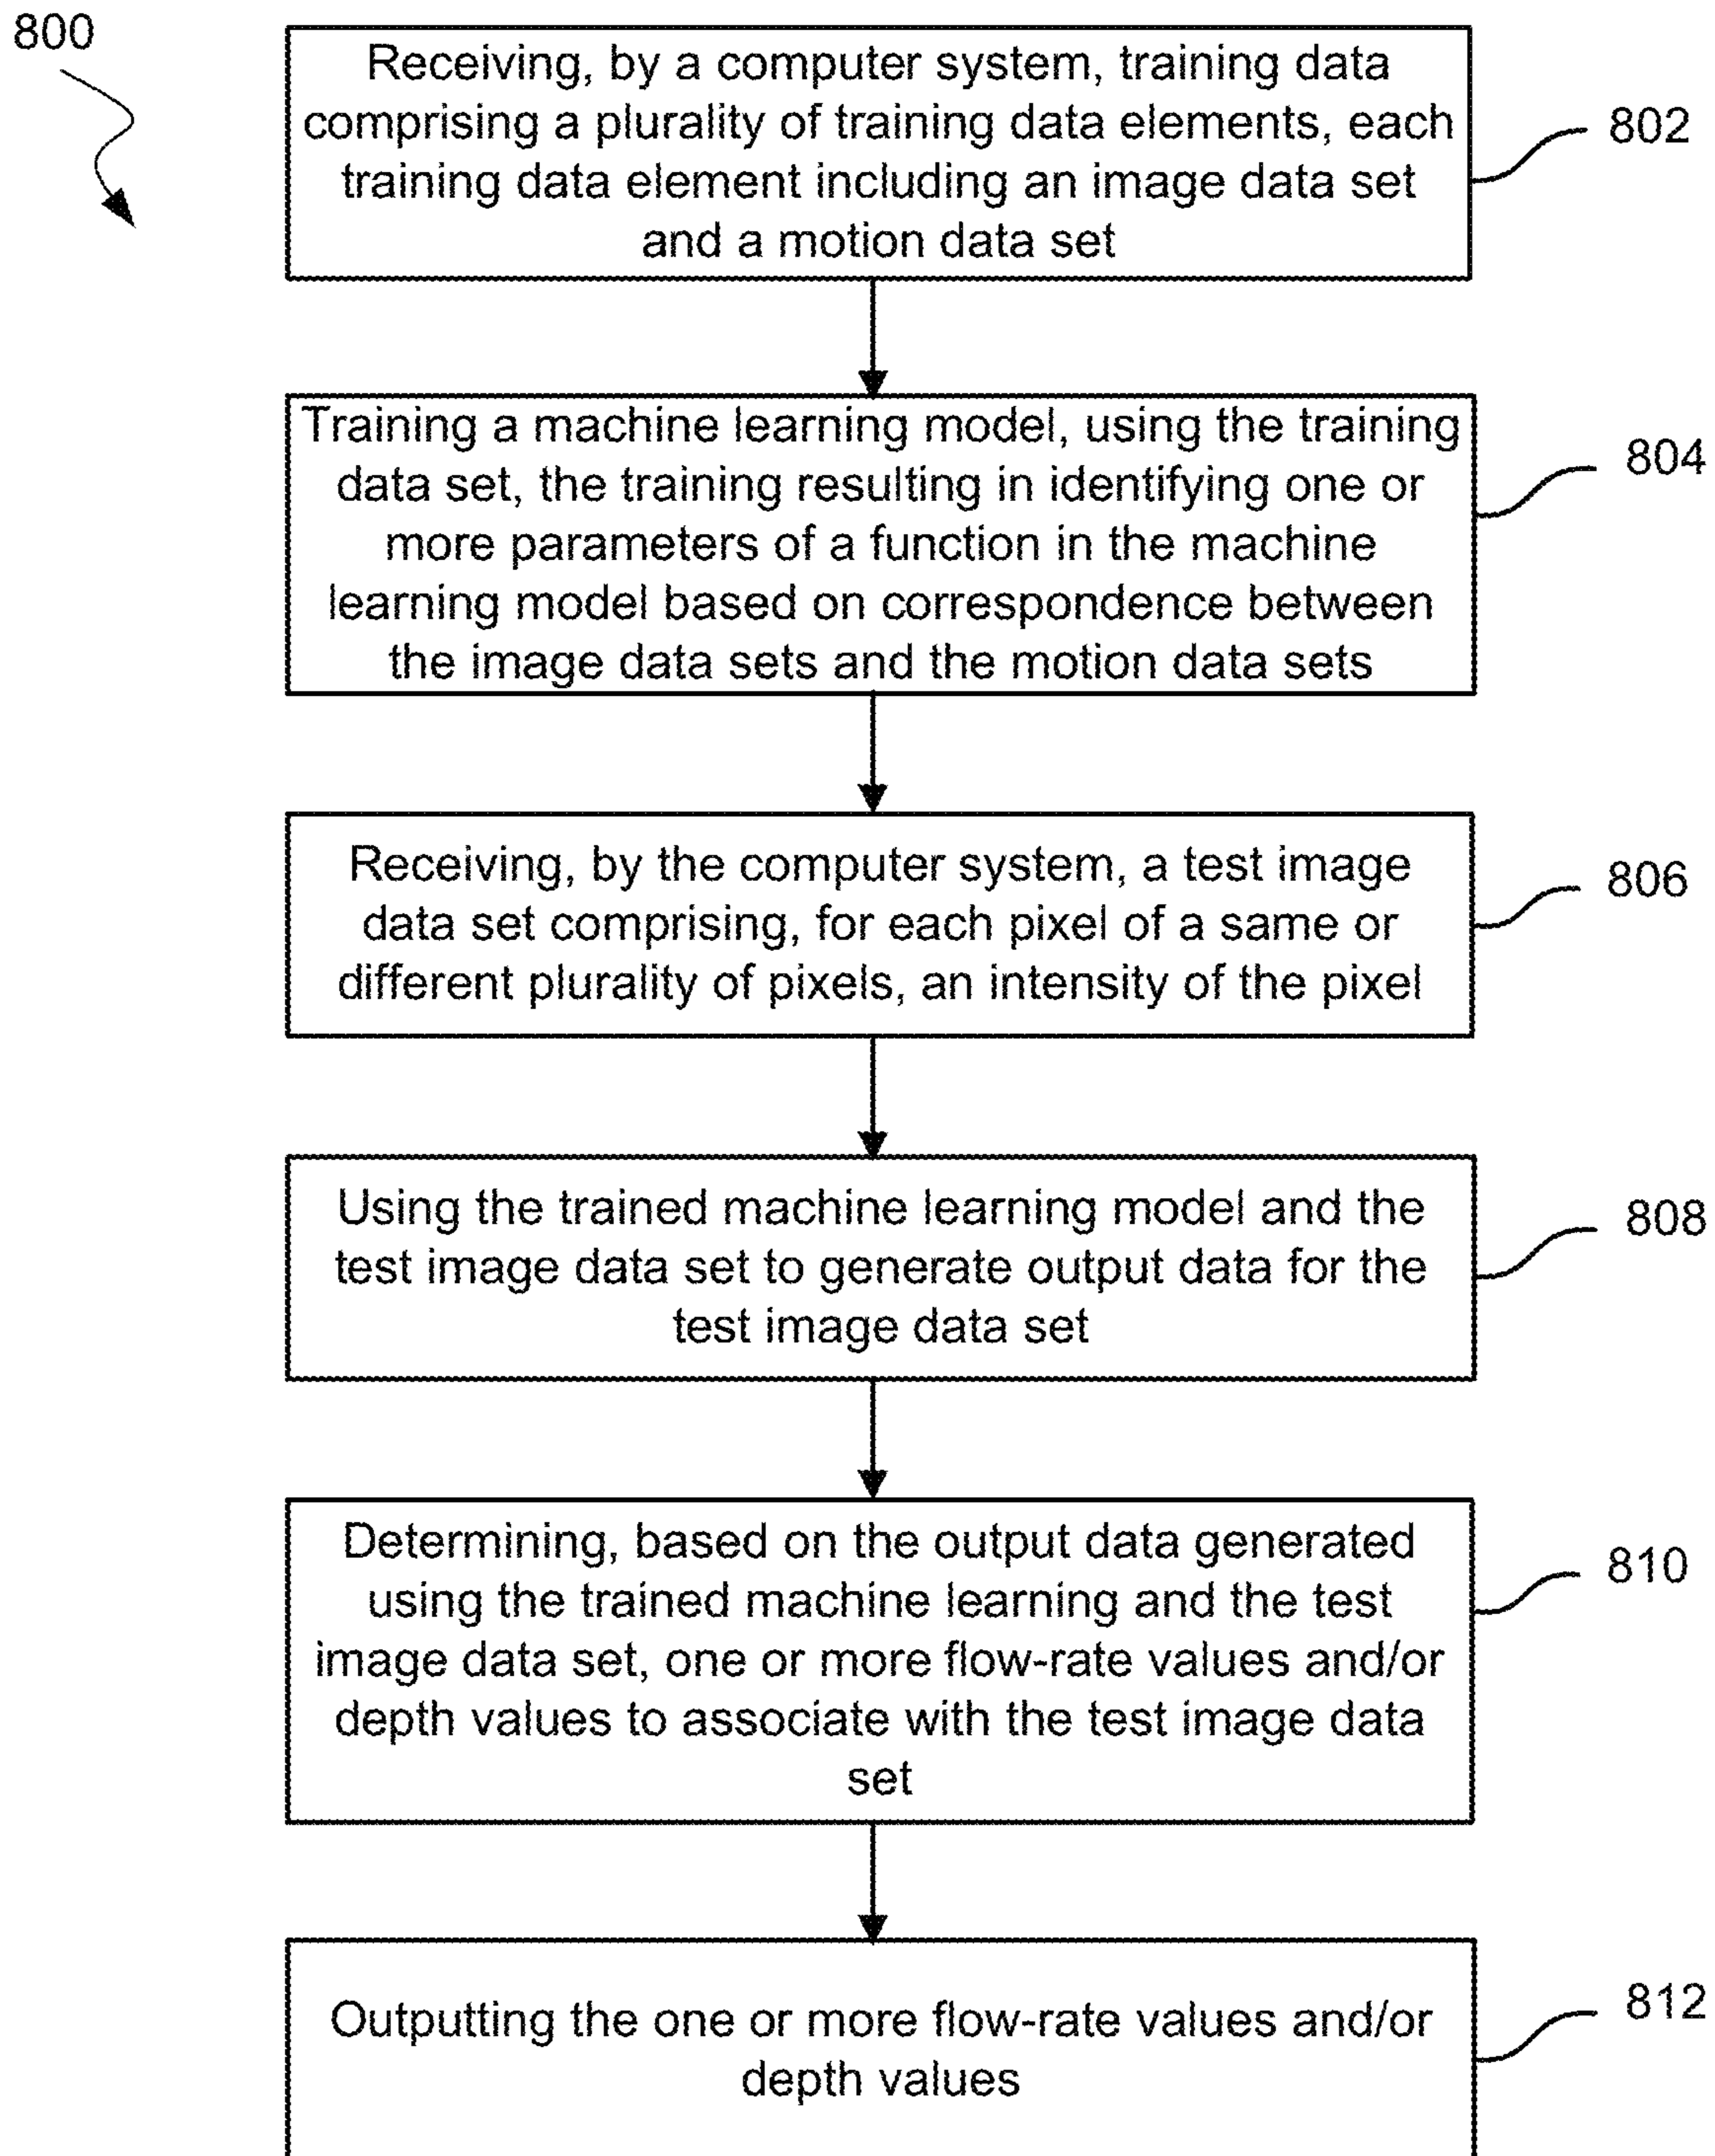 800
Receiving, by a computer system, training data
comprising a plurality of training data elements, each
training data element including an image data set
and a motion data set
802
Training a machine learning model, using the training
data set, the training resulting in identifying one or
more parameters of a function in the machine
learning model based on correspondence between
the image data sets and the motion data sets
804
Receiving, by the computer system, a test image
data set comprising, for each pixel of a same or
different plurality of pixels, an intensity of the pixel
806
Using the trained machine learning model and the
test image data set to generate output data for the
test image data set
808
Determining, based on the output data generated
using the trained machine learning and the test
image data set, one or more flow-rate values and/or
depth values to associate with the test image data
set
810
Outputting the one or more flow-rate values and/or
depth values
812